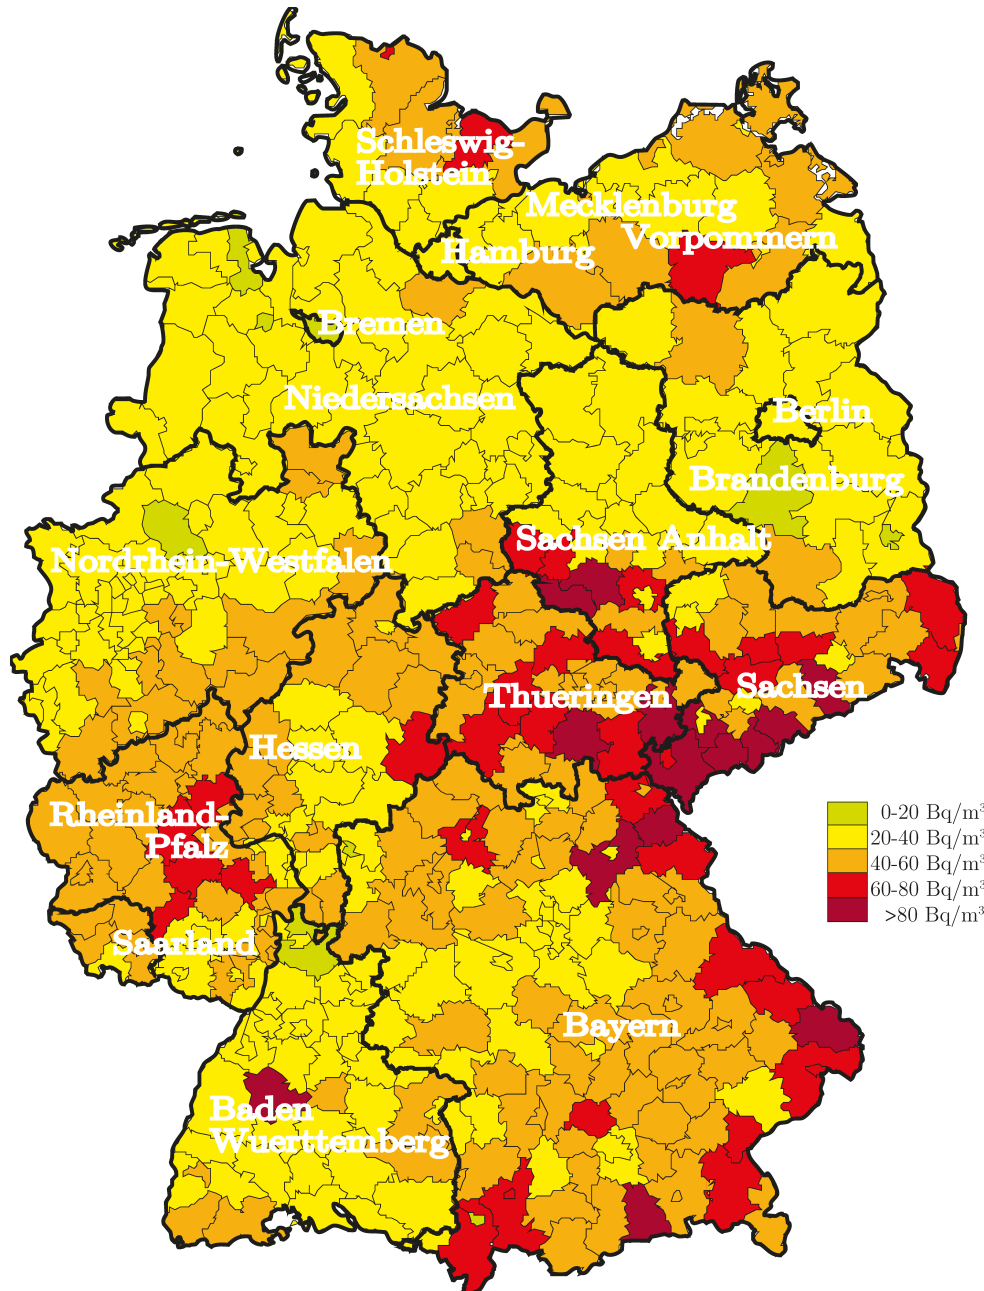 Schleswig-
Holstein
Mecklenburg
Vorpommern
Hamburg
Bremen
Niedersachsen
Berlin
Brandenburg
Sachsen Anhalt
Nordrhein-Westfalen
Thueringen
Sachsen
Hessen
Rheinland-
Pfalz
0-20 Bq/m³
20-40 Bq/m³
40-60 Bq/m³
60-80 Bq/m³
>80 Bq/m³
Saarland
Bayern
Baden
Wuerttemberg